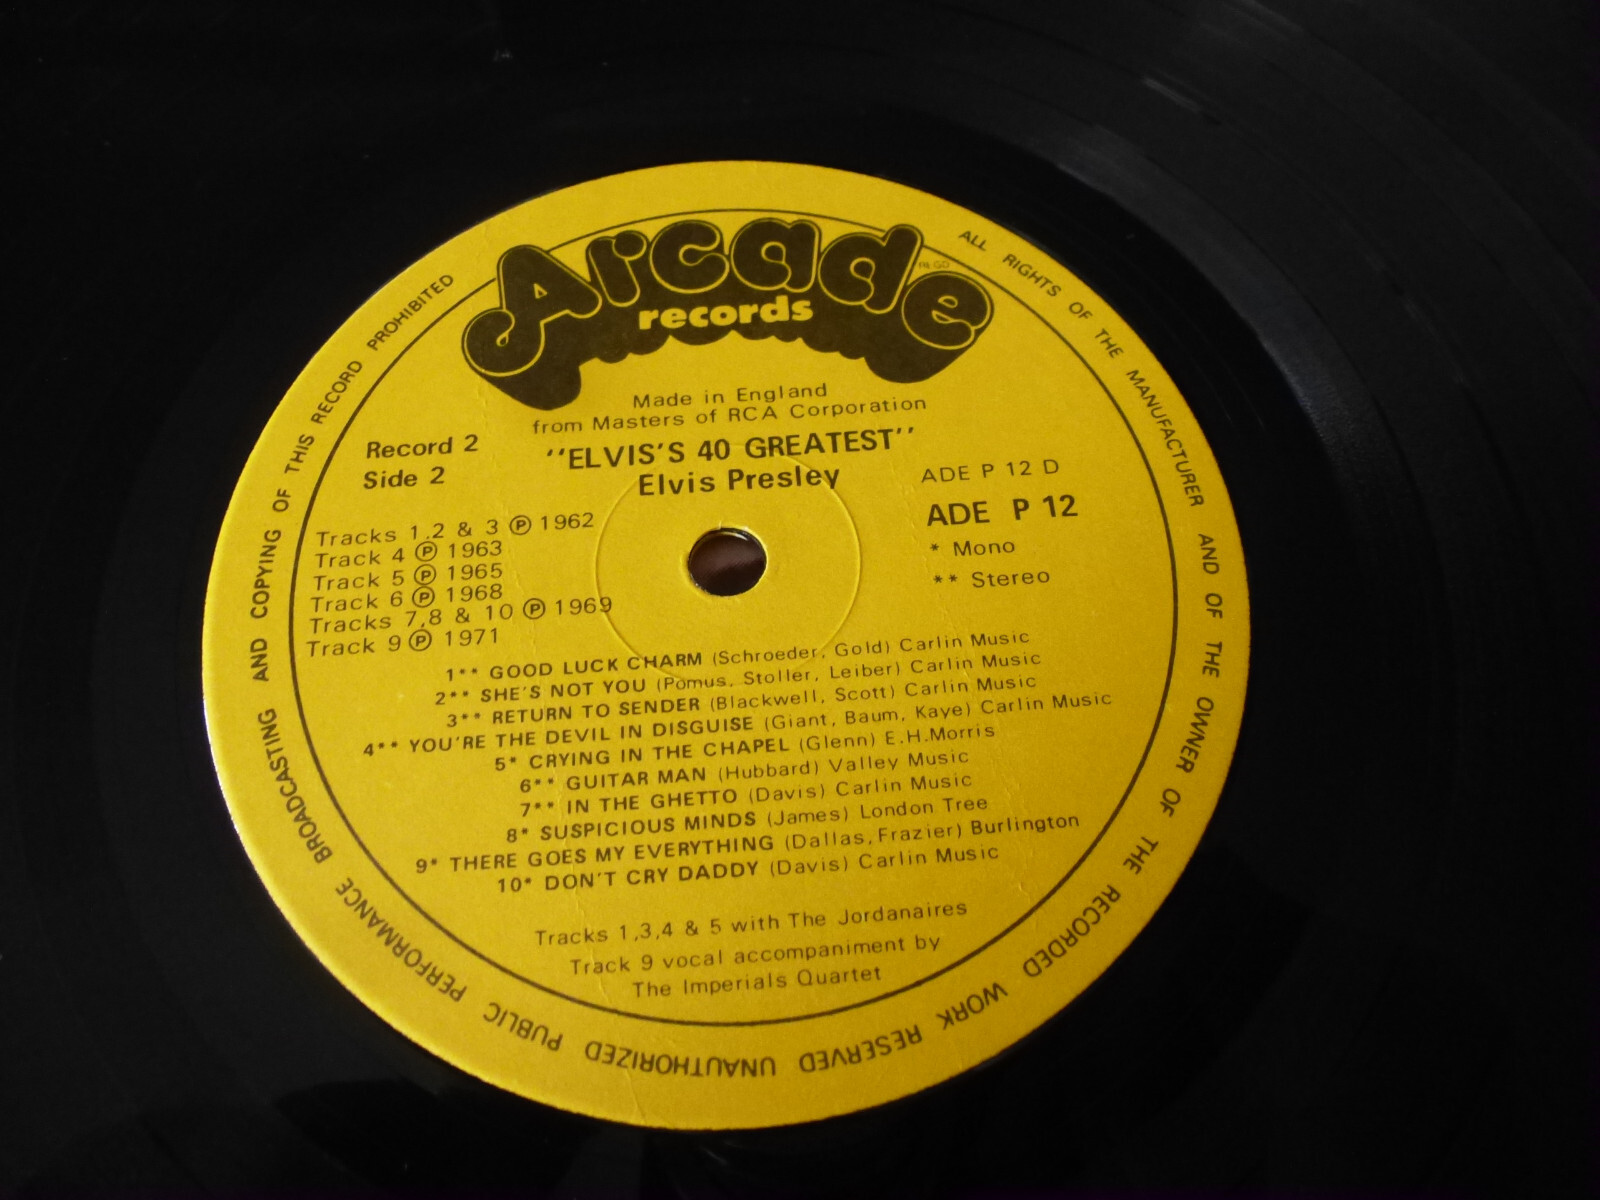 Arcade
RE-GD
records
Made in England
from Masters of RCA Corporation
Record 2
Side 2
"ELVIS'S 40 GREATEST"
Elvis Presley
ADE P 12 D
ADE P 12
* Mono
** Stereo
Tracks 1,2 & 3 Ⓟ 1962
Track 4 Ⓟ 1963
Track 5 Ⓟ 1965
Track 6 Ⓟ 1968
Tracks 7,8 & 10 Ⓟ 1969
Track 9 Ⓟ 1971
1** GOOD LUCK CHARM (Schroeder, Gold) Carlin Music
2** SHE'S NOT YOU (Pomus, Stoller, Leiber) Carlin Music
3** RETURN TO SENDER (Blackwell, Scott) Carlin Music
4** YOU'RE THE DEVIL IN DISGUISE (Giant, Baum, Kaye) Carlin Music
5* CRYING IN THE CHAPEL (Glenn) E.H.Morris
6** GUITAR MAN (Hubbard) Valley Music
7** IN THE GHETTO (Davis) Carlin Music
8* SUSPICIOUS MINDS (James) London Tree
9* THERE GOES MY EVERYTHING (Dallas, Frazier) Burlington
10* DON'T CRY DADDY (Davis) Carlin Music
Tracks 1,3,4 & 5 with The Jordanaires
Track 9 vocal accompaniment by
The Imperials Quartet
ALL RIGHTS OF THE MANUFACTURER AND OF THE OWNER OF THE RECORDED WORK RESERVED UNAUTHORIZED PUBLIC PERFORMANCE BROADCASTING AND COPYING OF THIS RECORD PROHIBITED